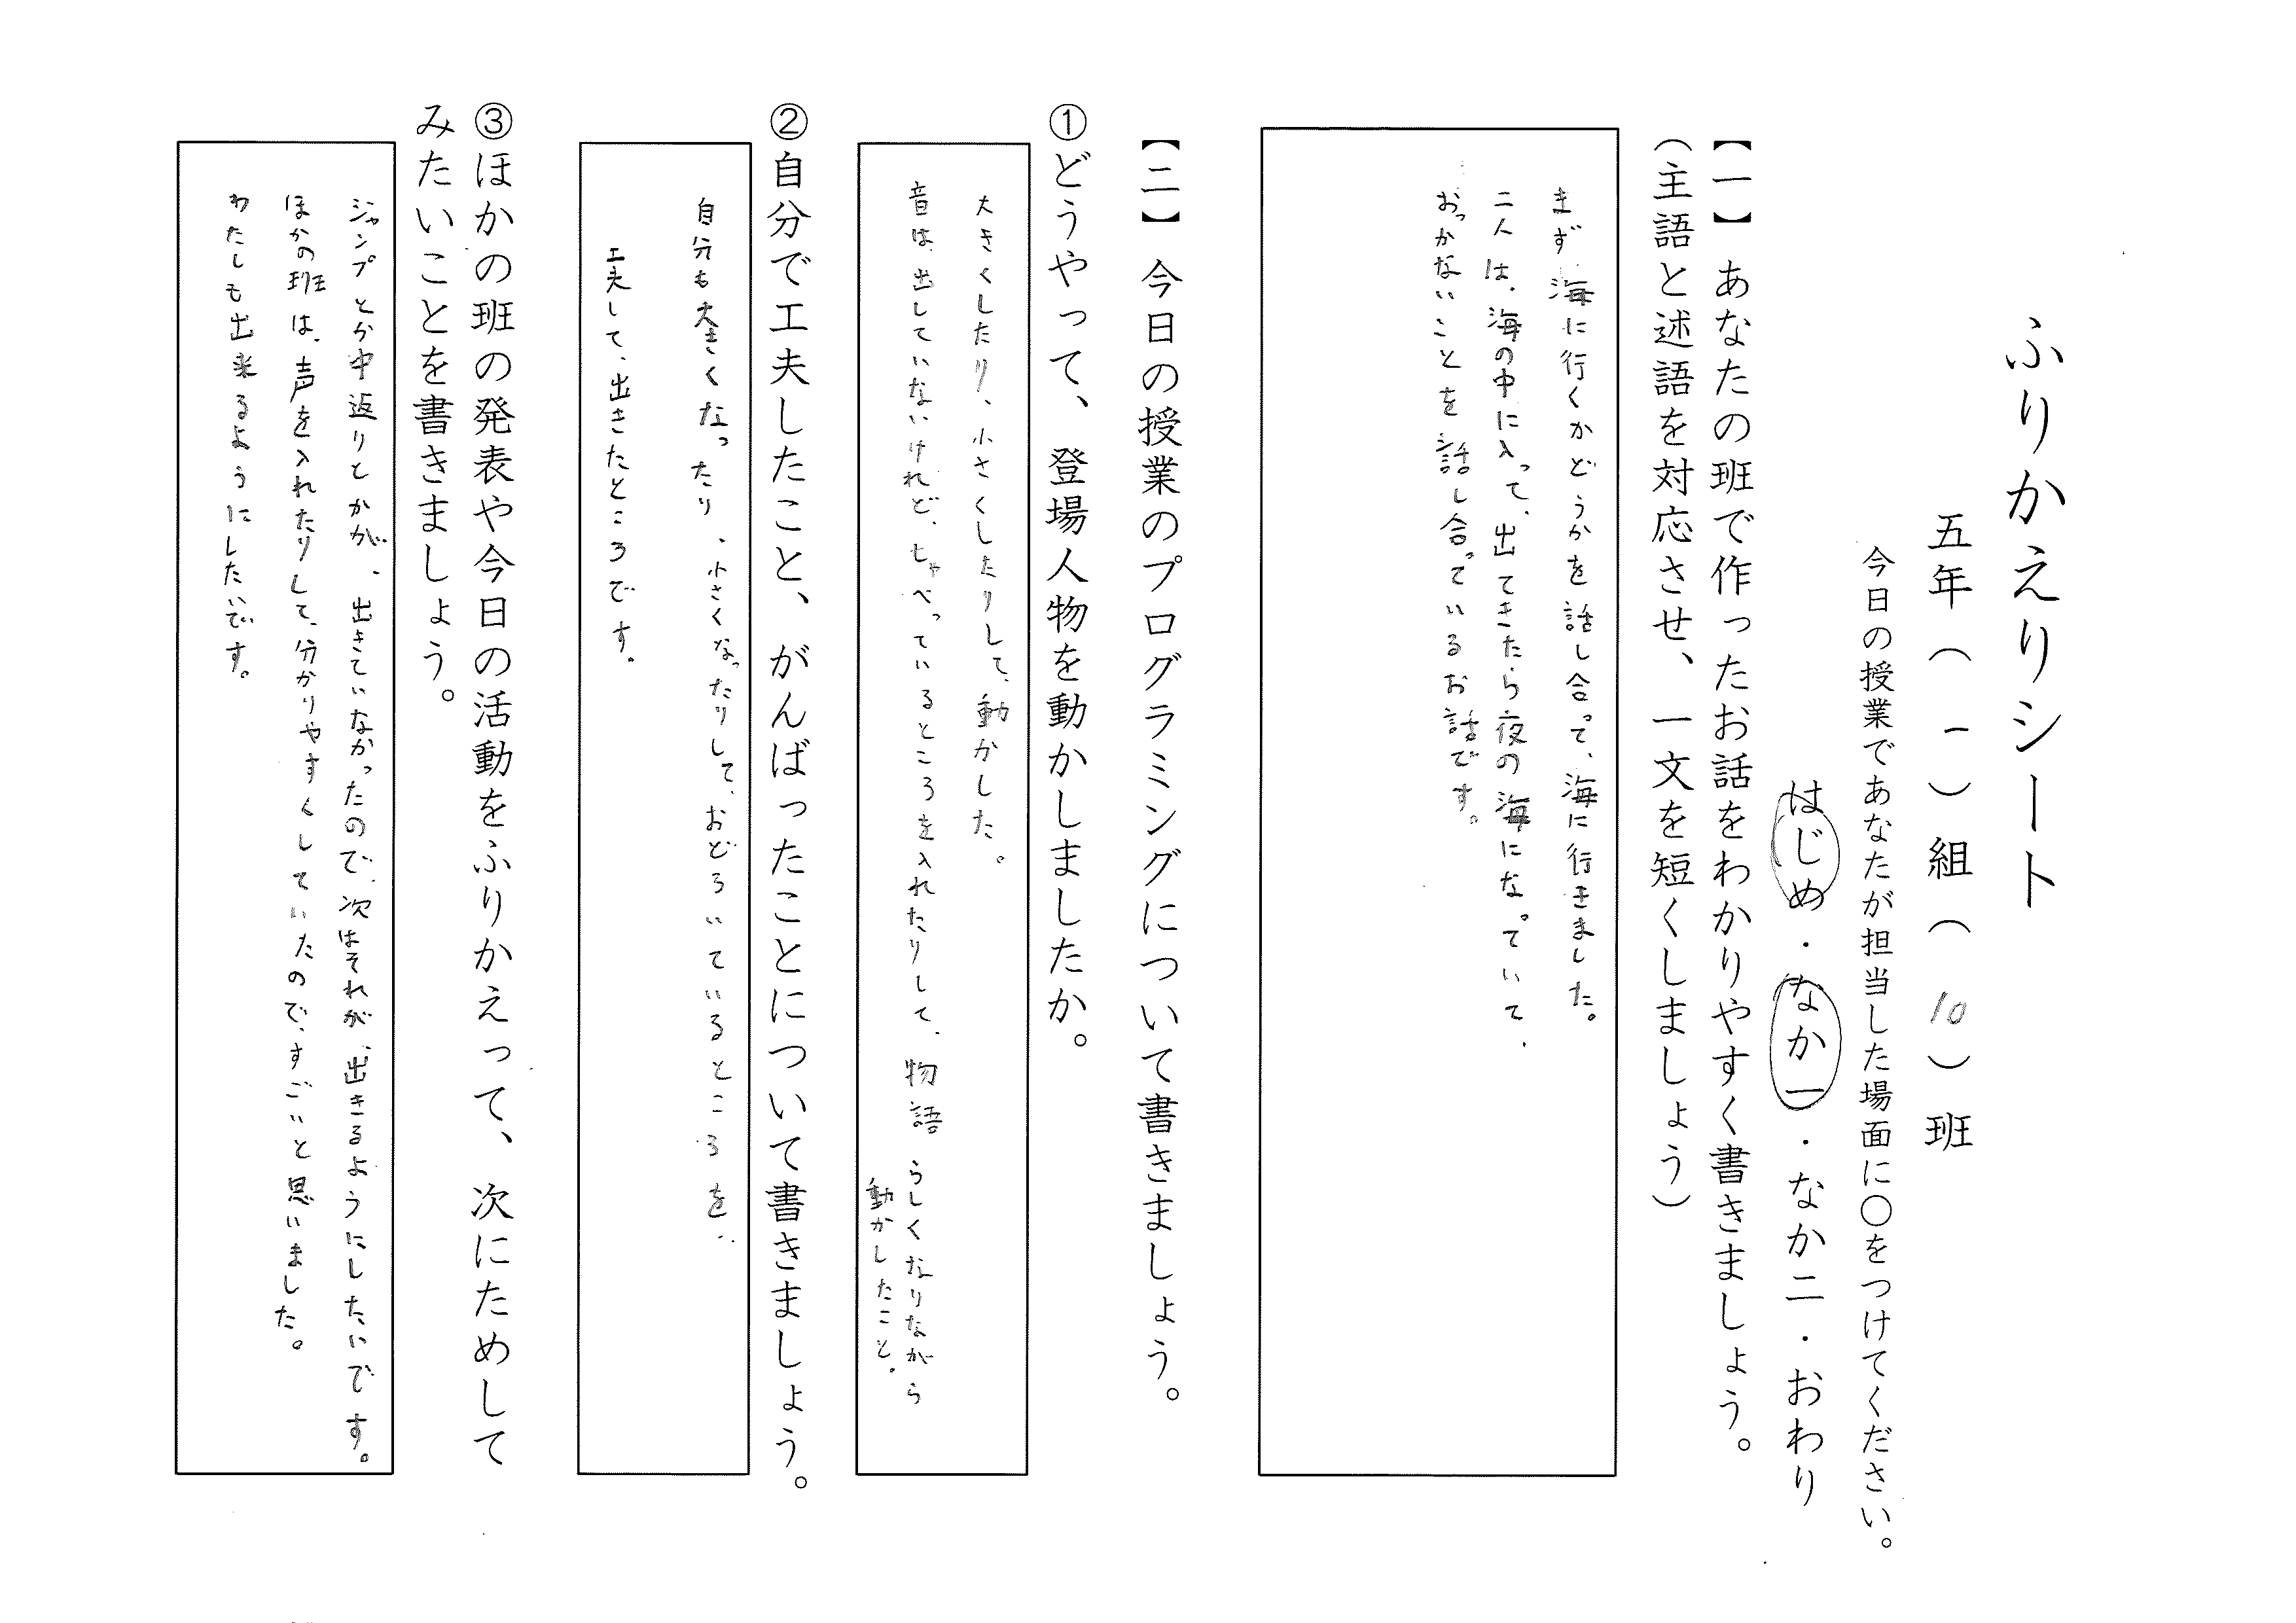 ふりかえりシート
五年（一）組（10）班
今日の授業であなたが担当した場面に〇をつけてください。
はじめ・なか一・なか二・おわり
【一】あなたの班で作ったお話をわかりやすく書きましょう。
（主語と述語を対応させ、一文を短くしましょう）
まず海に行くかどうかを話し合って、海に行きました。
二人は、海の中に入って、出てきたら夜の海になっていて、
おっかないことを話し合っているお話です。
【二】今日の授業のプログラミングについて書きましょう。
①どうやって、登場人物を動かしましたか。
大きくしたり、小さくしたりして、動かした。
音は、出していないけれど、しゃべっているところを入れたりして、物語らしくなりながら
動かしたこと。
②自分で工夫したこと、がんばったことについて書きましょう。
自分も大きくなったり、小さくなったりして、おどろいているところを、
工夫して、出きたところです。
③ほかの班の発表や今日の活動をふりかえって、次にためして
みたいことを書きましょう。
ジャンプとか中返りとかが、出きていなかったので、次はそれが、出きるようにしたいです。
ほかの班は、声を入れたりして、分かりやすくしていたので、すごいと思いました。
わたしも出来るようにしたいです。